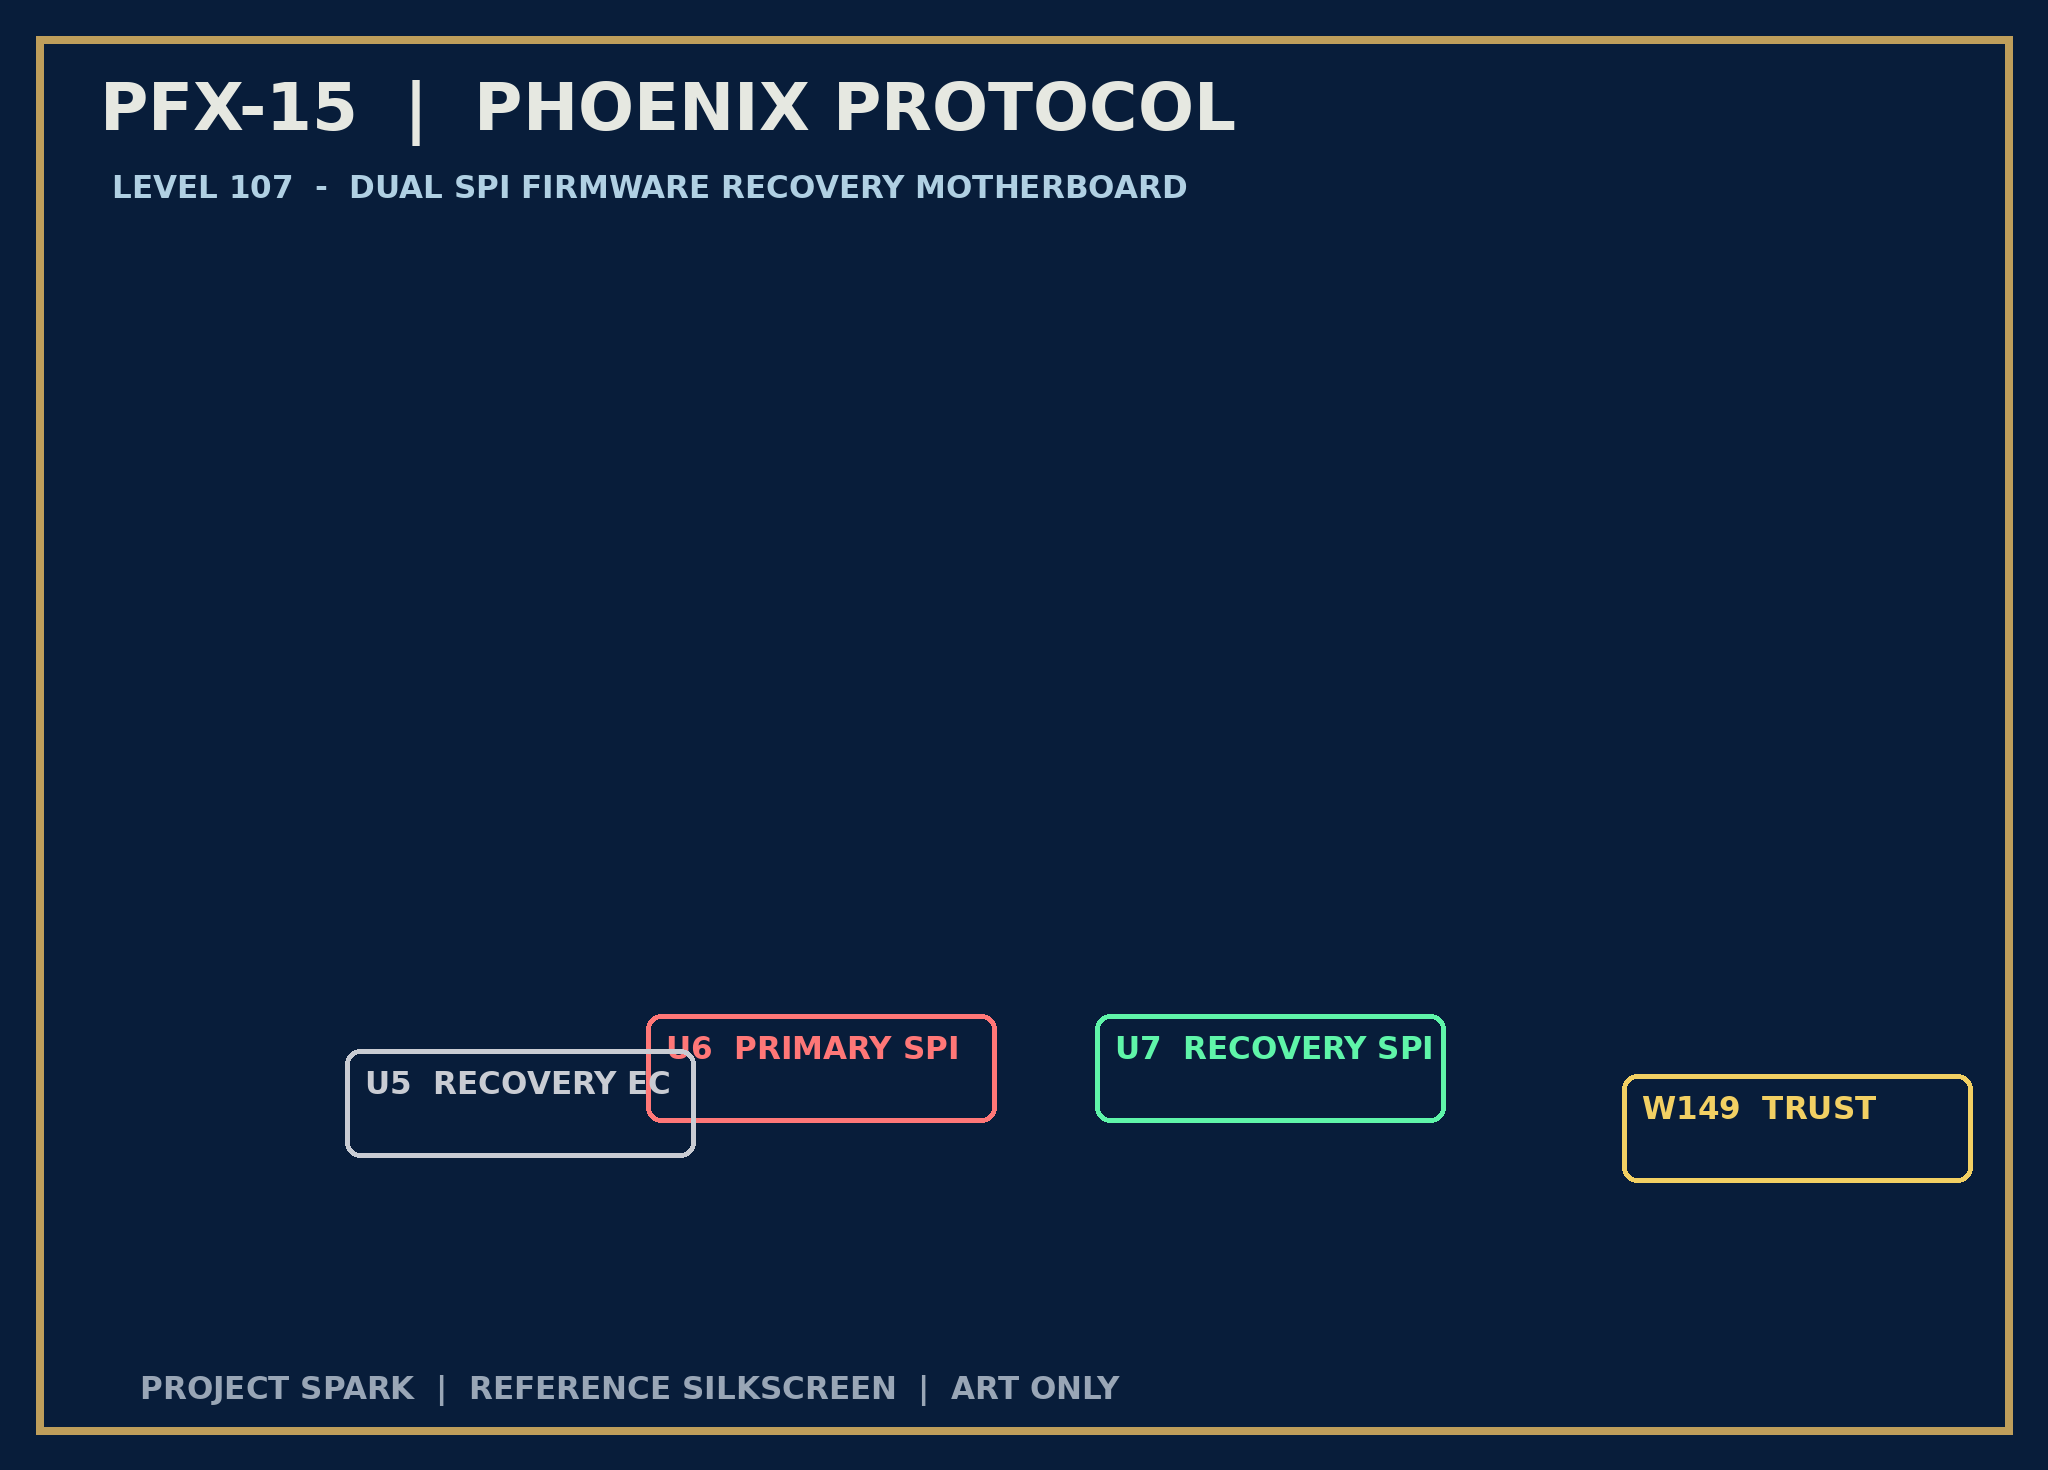 PFX-15 | PHOENIX PROTOCOL
LEVEL 107 - DUAL SPI FIRMWARE RECOVERY MOTHERBOARD
U6 PRIMARY SPI
U7 RECOVERY SPI
U5 RECOVERY EC
W149 TRUST
PROJECT SPARK | REFERENCE SILKSCREEN | ART ONLY